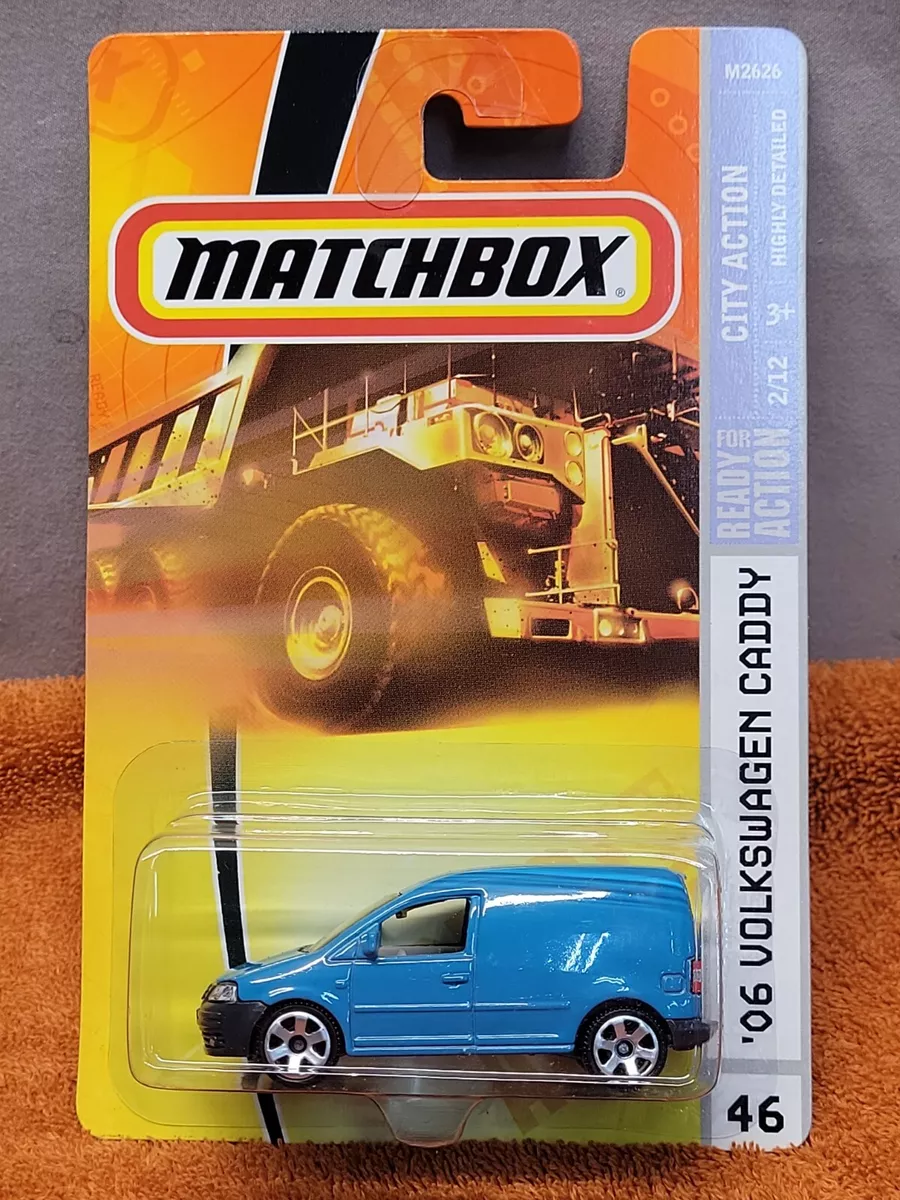 MATCHBOX®
M2626
CITY ACTION
HIGHLY DETAILED
3+
2/12
READY FOR ACTION
'06 VOLKSWAGEN CADDY
46